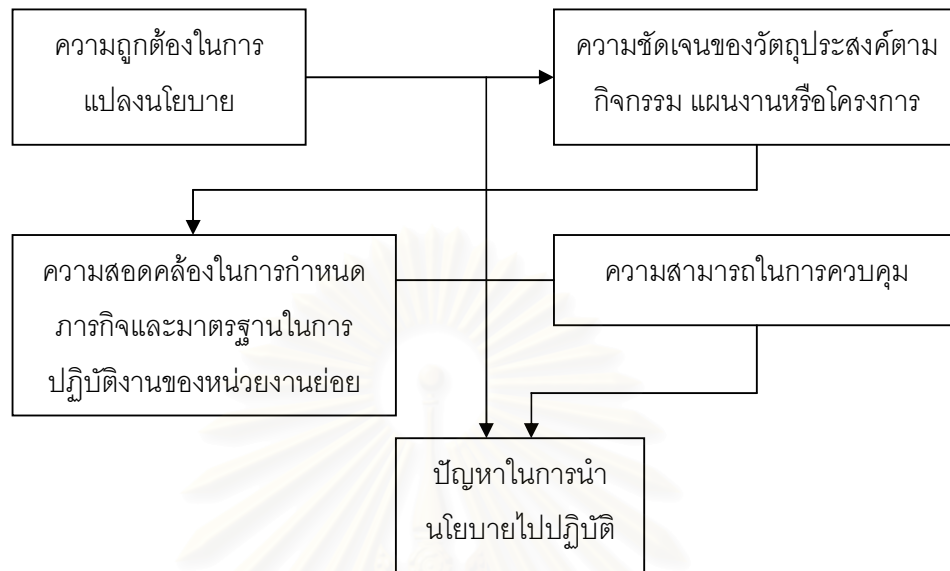 ความถูกต้องในการ
แปลงนโยบาย
ความชัดเจนของวัตถุประสงค์ตาม
กิจกรรม แผนงานหรือโครงการ
ความสอดคล้องในการกำหนด
ภารกิจและมาตรฐานในการ
ปฏิบัติงานของหน่วยงานย่อย
ความสามารถในการควบคุม
ปัญหาในการนำ
นโยบายไปปฏิบัติ